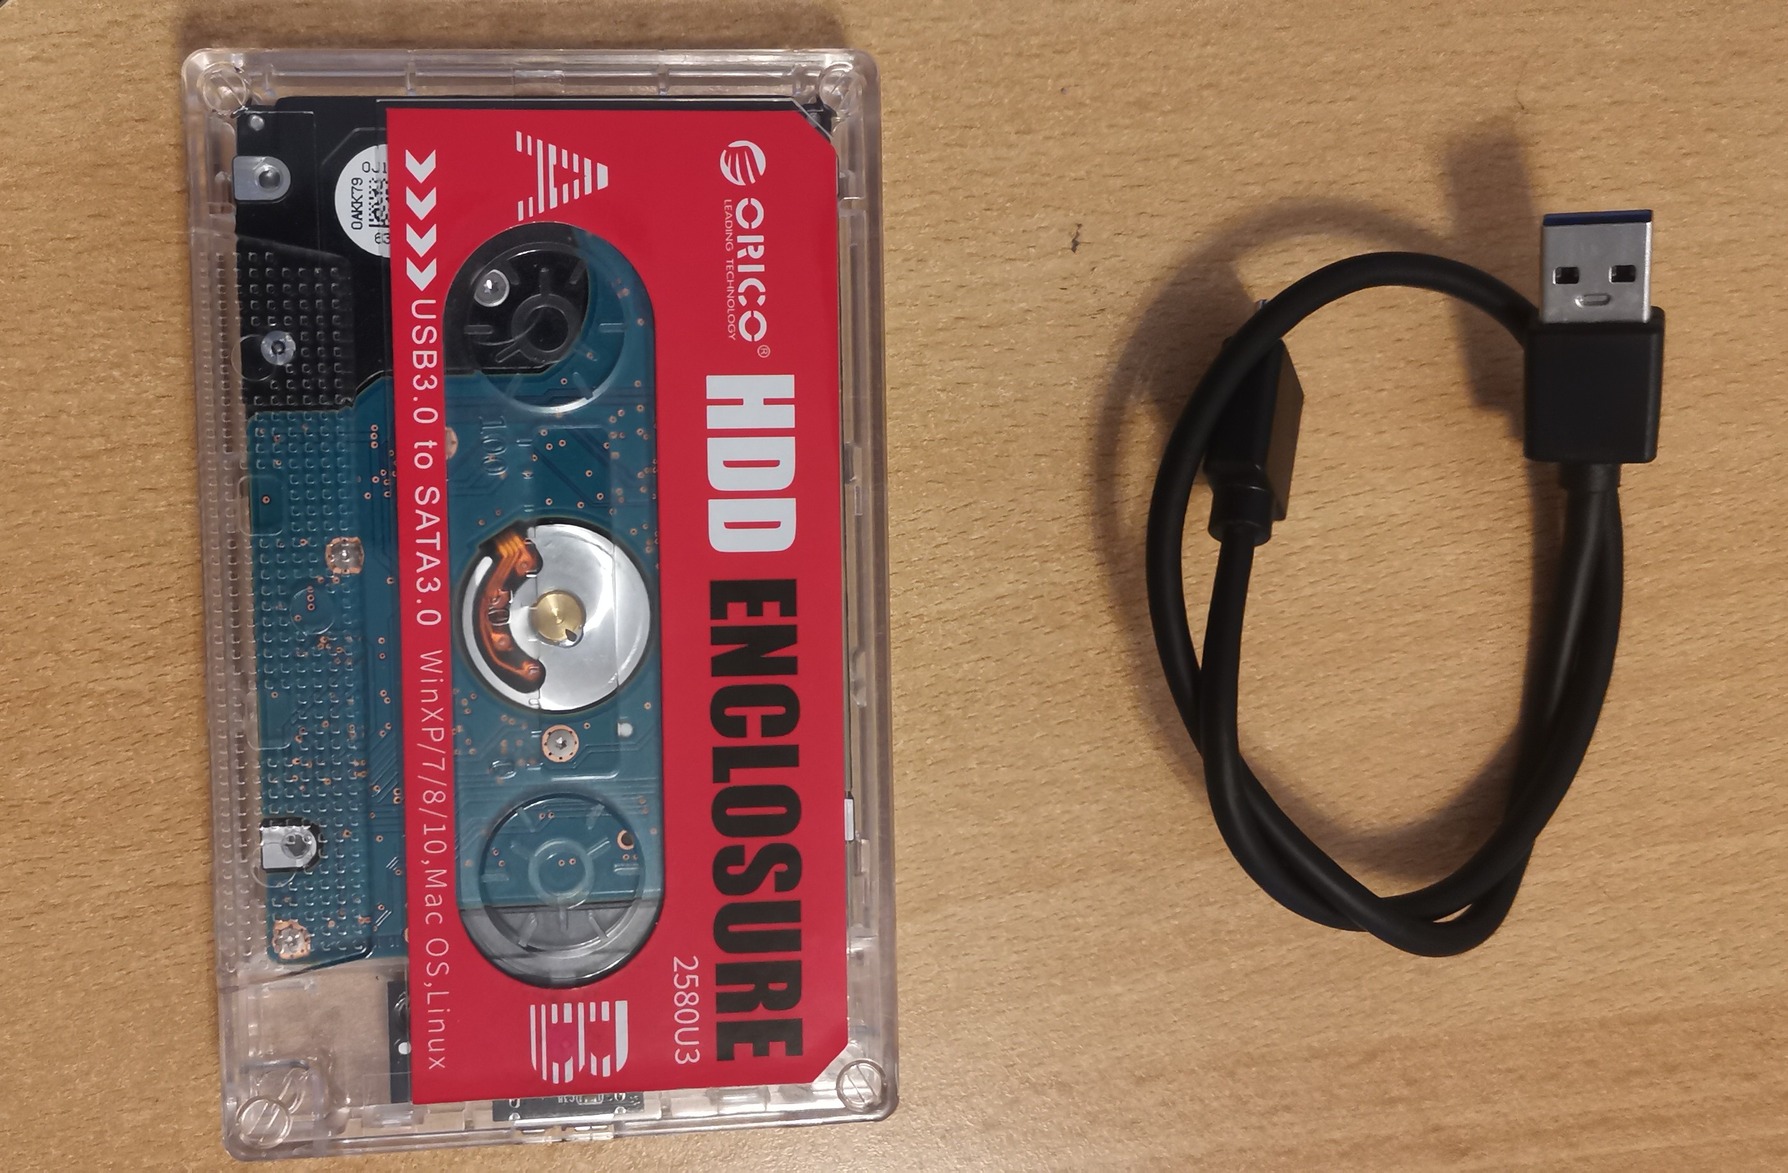 ORICO®
LEADING TECHNOLOGY
HDD ENCLOSURE
2580U3
A
B
USB3.0 to SATA3.0 WinXP/7/8/10,Mac OS,Linux
0AKK79
100